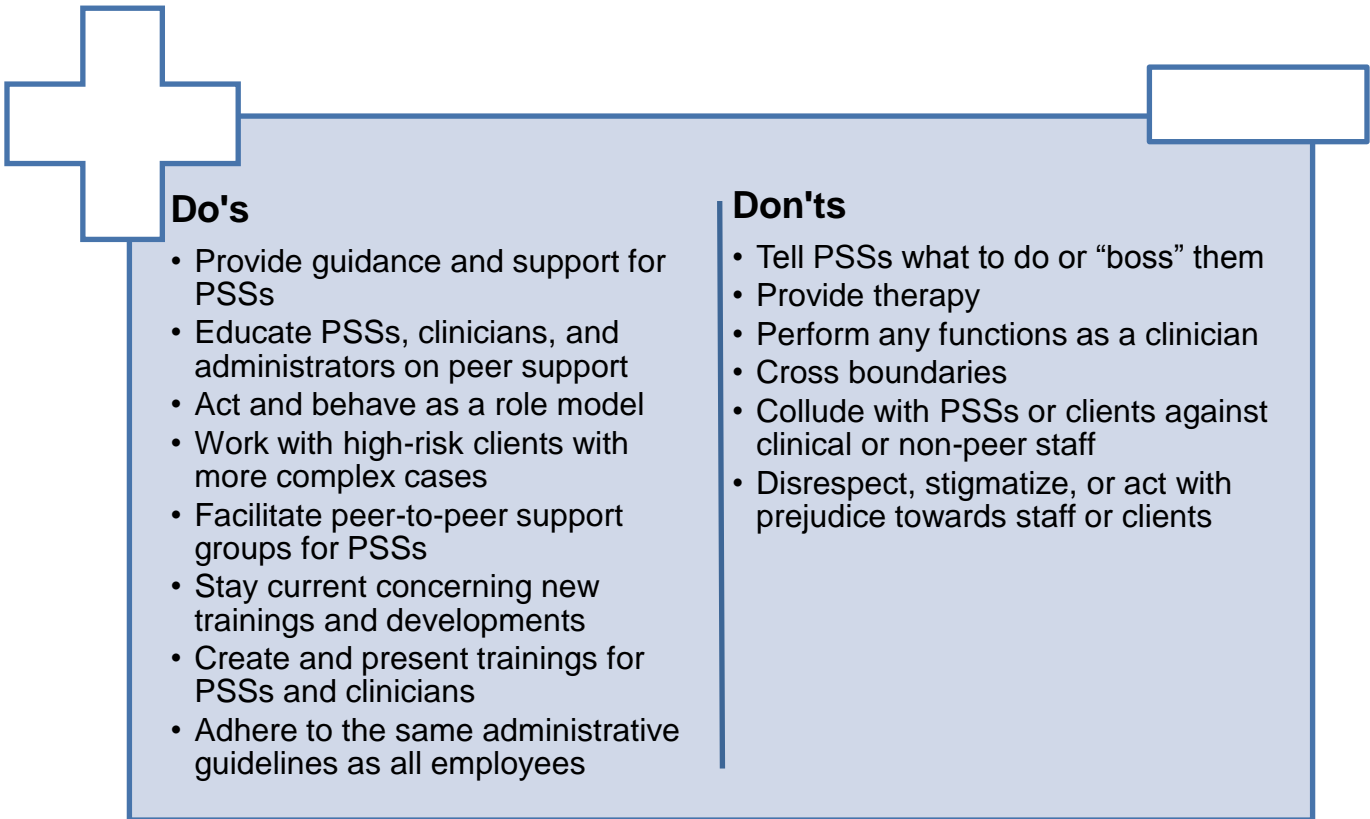 Do's
• Provide guidance and support for
PSSs
• Educate PSSs, clinicians, and
administrators on peer support
• Act and behave as a role model
• Work with high-risk clients with
more complex cases
• Facilitate peer-to-peer support
groups for PSSs
• Stay current concerning new
trainings and developments
• Create and present trainings for
PSSs and clinicians
• Adhere to the same administrative
guidelines as all employees
Don'ts
• Tell PSSs what to do or “boss” them
• Provide therapy
• Perform any functions as a clinician
• Cross boundaries
• Collude with PSSs or clients against
clinical or non-peer staff
• Disrespect, stigmatize, or act with
prejudice towards staff or clients